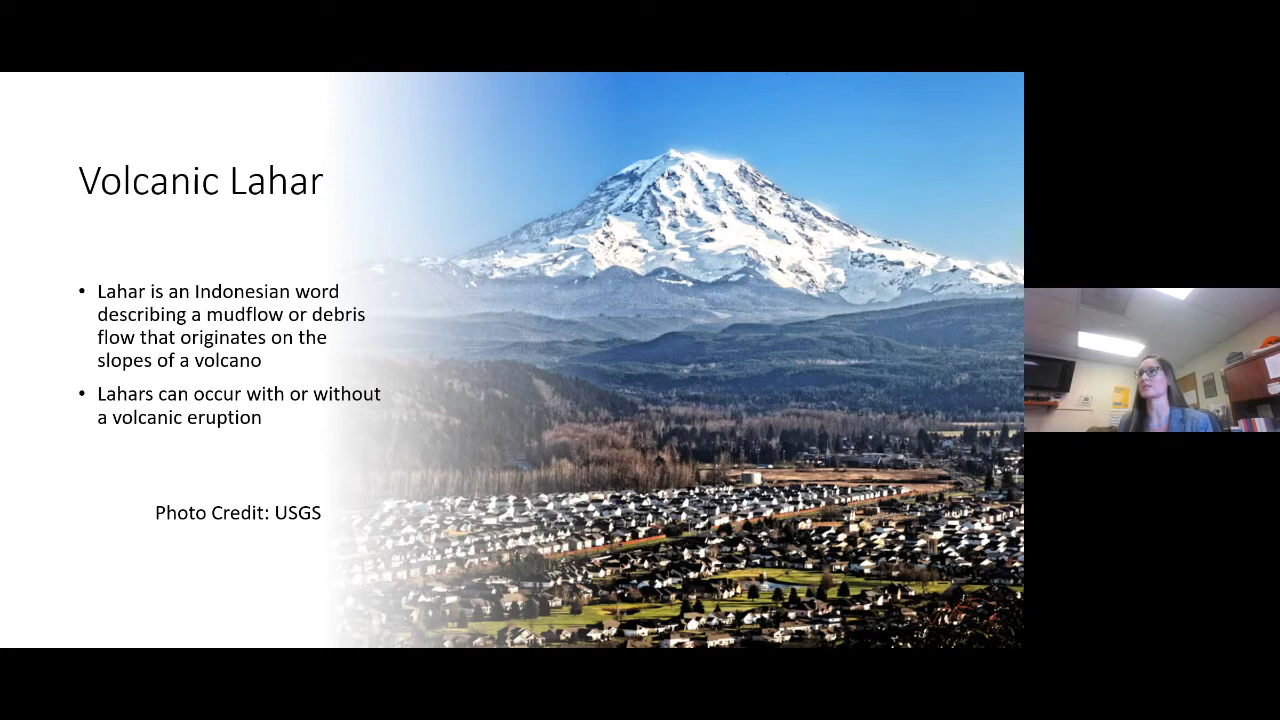 Volcanic Lahar
• Lahar is an Indonesian word
describing a mudflow or debris
flow that originates on the
slopes of a volcano
• Lahars can occur with or without
a volcanic eruption
Photo Credit: USGS